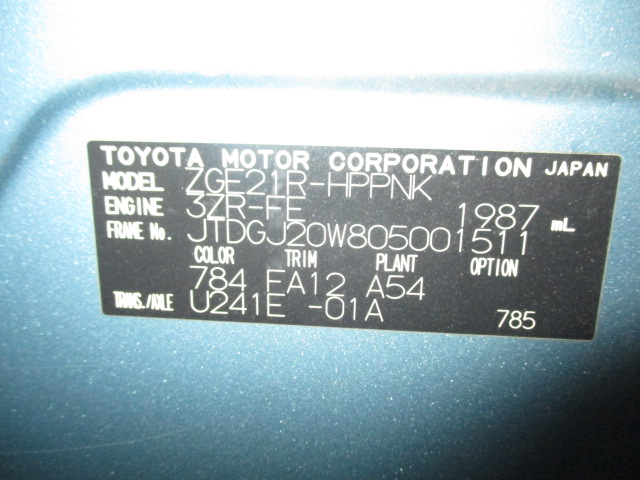 TOYOTA MOTOR CORPORATION JAPAN
MODEL ZGE21R-HPPNK
ENGINE 3ZR-FE 1987 mL
FRAME No. JTDGJ20W805001511
COLOR TRIM PLANT OPTION
784 FA12 A54
TRANS./AXLE U241E -01A 785